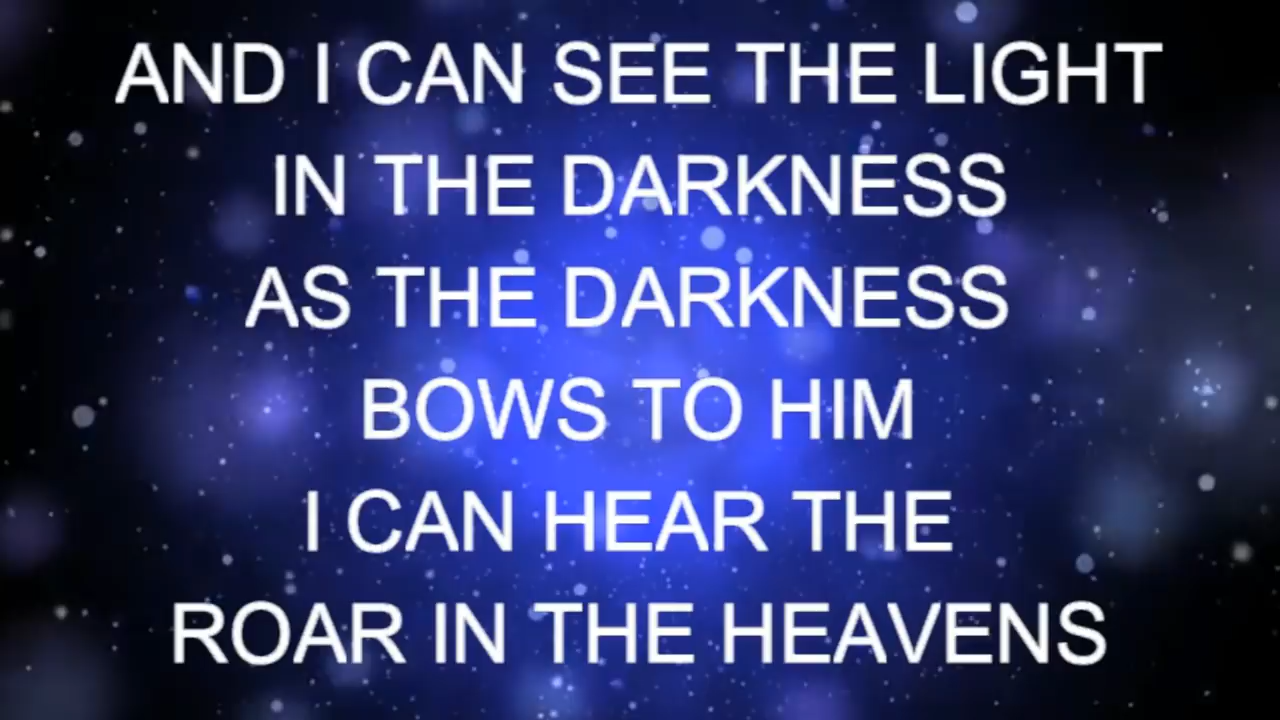 AND I CAN SEE THE LIGHT
IN THE DARKNESS
AS THE DARKNESS
BOWS TO HIM
I CAN HEAR THE
ROAR IN THE HEAVENS